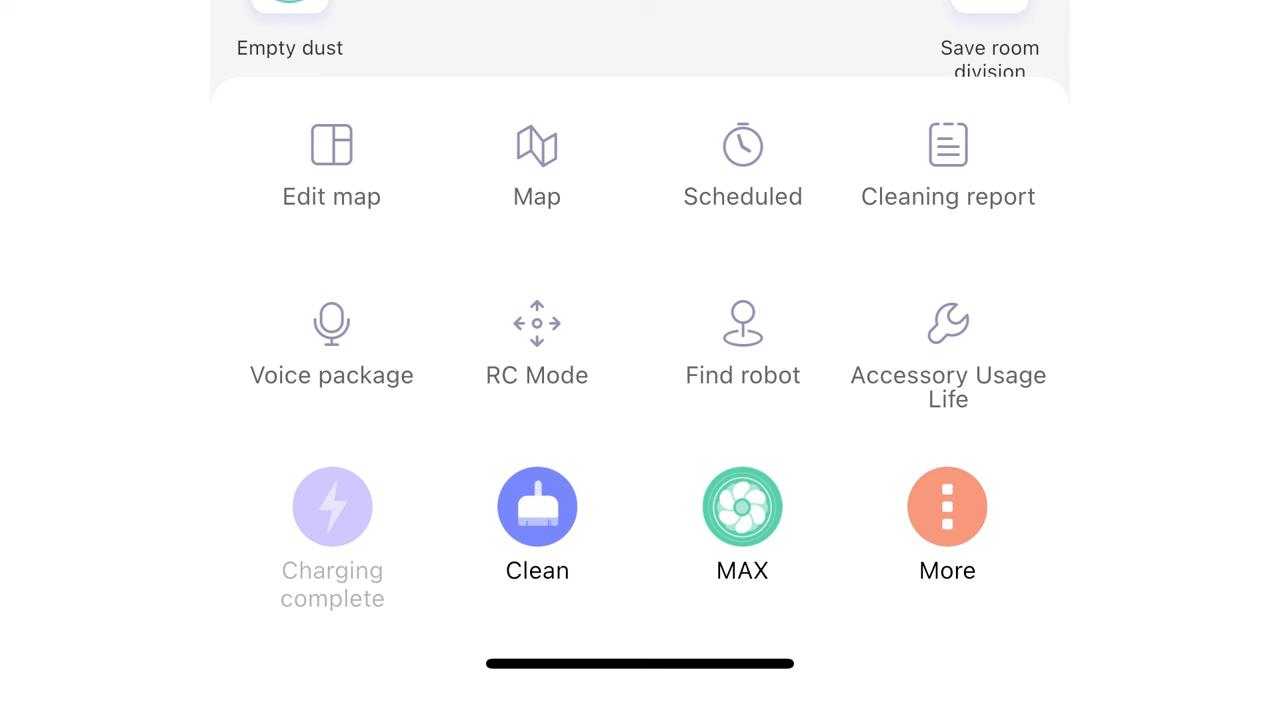 Empty dust
Save room
division
Edit map
Map
Scheduled
Cleaning report
Voice package
RC Mode
Find robot
Accessory Usage
Life
Charging
complete
Clean
MAX
More